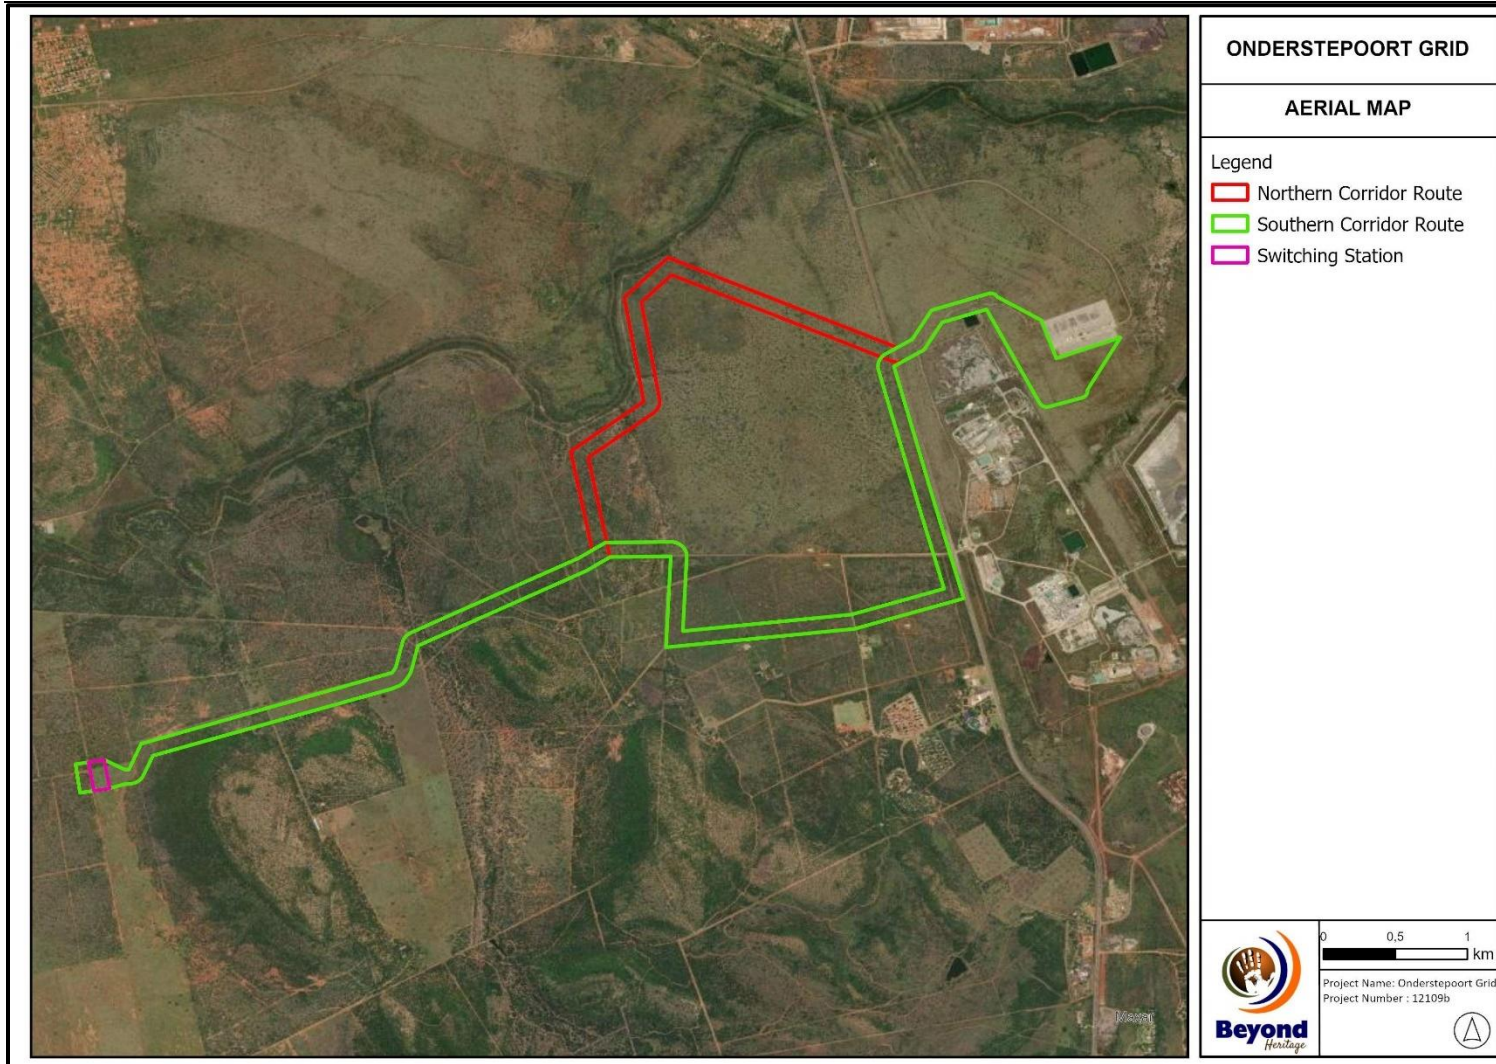 ONDERSTEPOORT GRID
AERIAL MAP
Legend
Northern Corridor Route
Southern Corridor Route
Switching Station
0 0,5 1
km
Project Name: Onderstepoort Grid
Project Number : 12109b
Beyond
Heritage